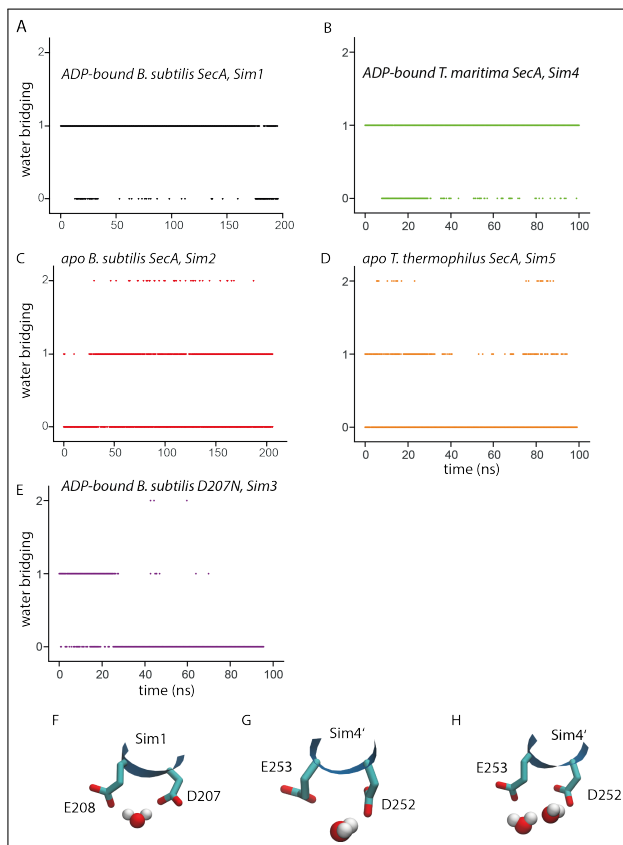 A
ADP-bound B. subtilis SecA, Sim1
water bridging
2
1
0
0 50 100 150 200
B
ADP-bound T. maritima SecA, Sim4
2
1
0
0 20 40 60 80 100
C
apo B. subtilis SecA, Sim2
water bridging
2
1
0
0 50 100 150 200
D
apo T. thermophilus SecA, Sim5
2
1
0
0 20 40 60 80 100
time (ns)
E
ADP-bound B. subtilis D207N, Sim3
water bridging
2
1
0
0 20 40 60 80 100
time (ns)
F
Sim1
E208
D207
G
Sim4'
E253
D252
H
Sim4'
E253
D252